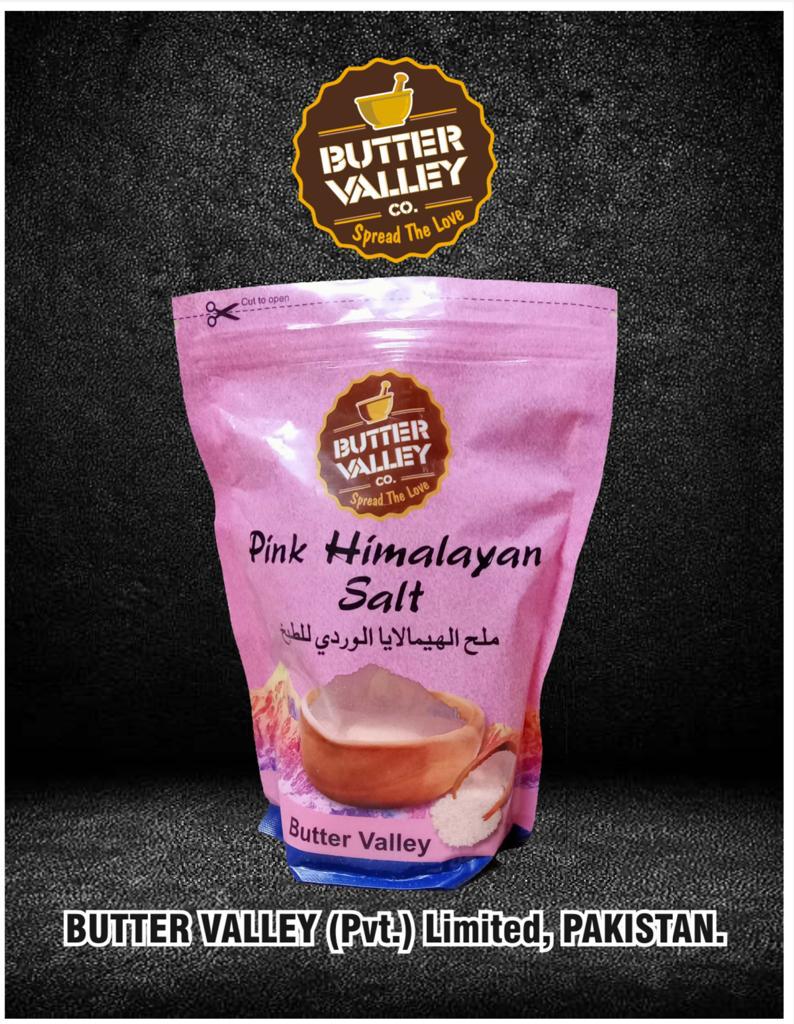 BUTTER
VALLEY
CO.
Spread The Love
Cut to open
BUTTER
VALLEY
CO.
Spread The Love
Pink Himalayan
Salt
ملح الهيمالايا الوردي للطبخ
Butter Valley
BUTTER VALLEY (Pvt.) Limited, PAKISTAN.